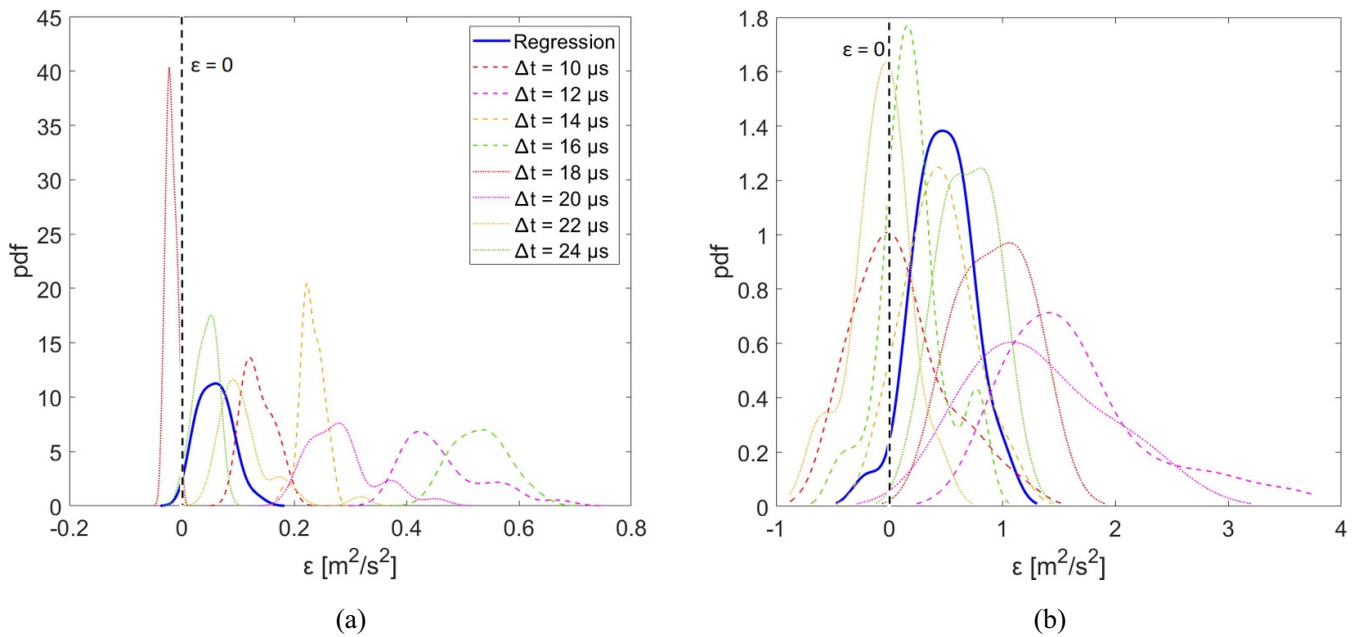 45
40
35
30
25
20
15
10
5
0
pdf
-0.2
0
0.2
0.4
0.6
0.8
ε [m²/s²]
ε = 0
Regression
Δt = 10 μs
Δt = 12 μs
Δt = 14 μs
Δt = 16 μs
Δt = 18 μs
Δt = 20 μs
Δt = 22 μs
Δt = 24 μs
(a)
1.8
1.6
1.4
1.2
1
0.8
0.6
0.4
0.2
0
pdf
-1
0
1
2
3
4
ε [m²/s²]
ε = 0
(b)